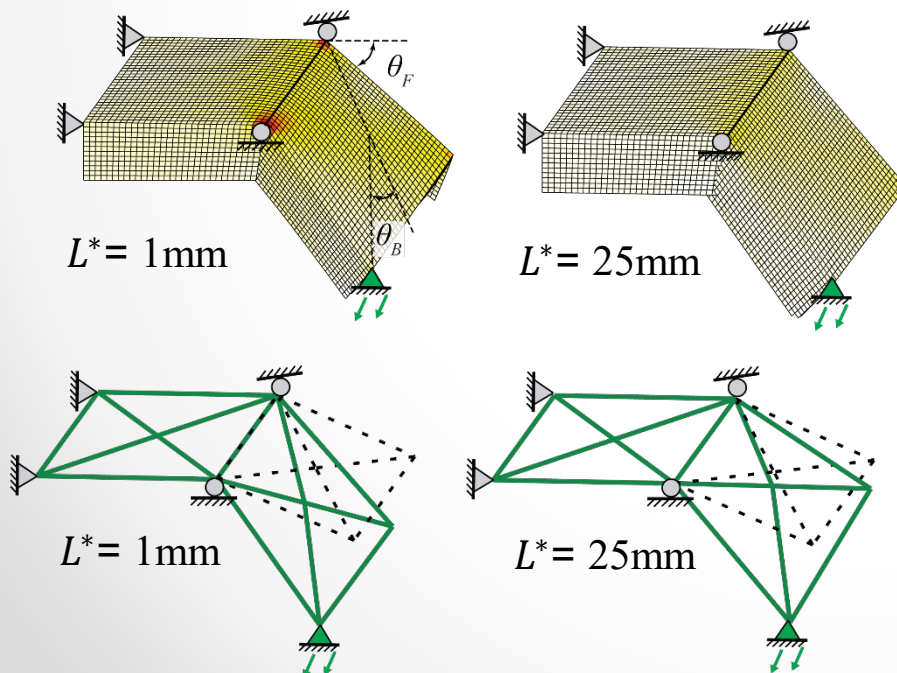 θ_F
θ_B
L* = 1mm
L* = 25mm
L* = 1mm
L* = 25mm